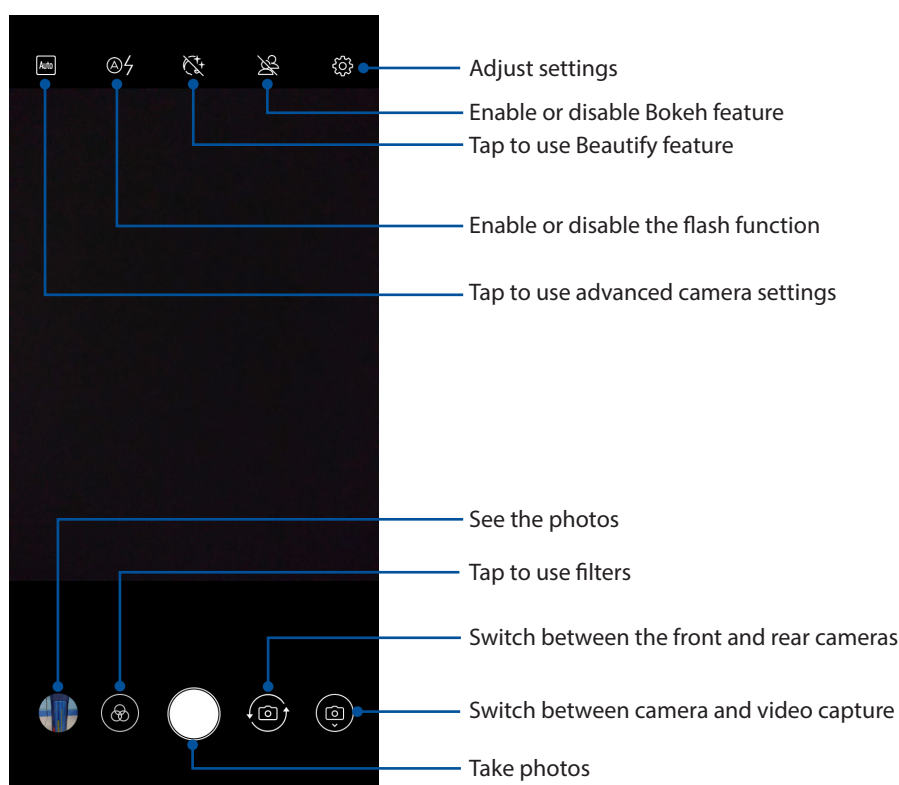 Auto
A
Adjust settings
Enable or disable Bokeh feature
Tap to use Beautify feature
Enable or disable the flash function
Tap to use advanced camera settings
See the photos
Tap to use filters
Switch between the front and rear cameras
Switch between camera and video capture
Take photos